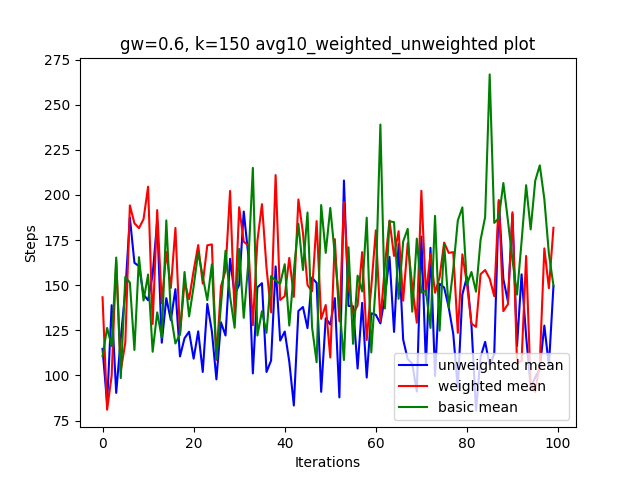 gw=0.6, k=150 avg10_weighted_unweighted plot
275
250
225
200
175
150
125
100
75
Steps
0
20
40
60
80
100
Iterations
unweighted mean
weighted mean
basic mean